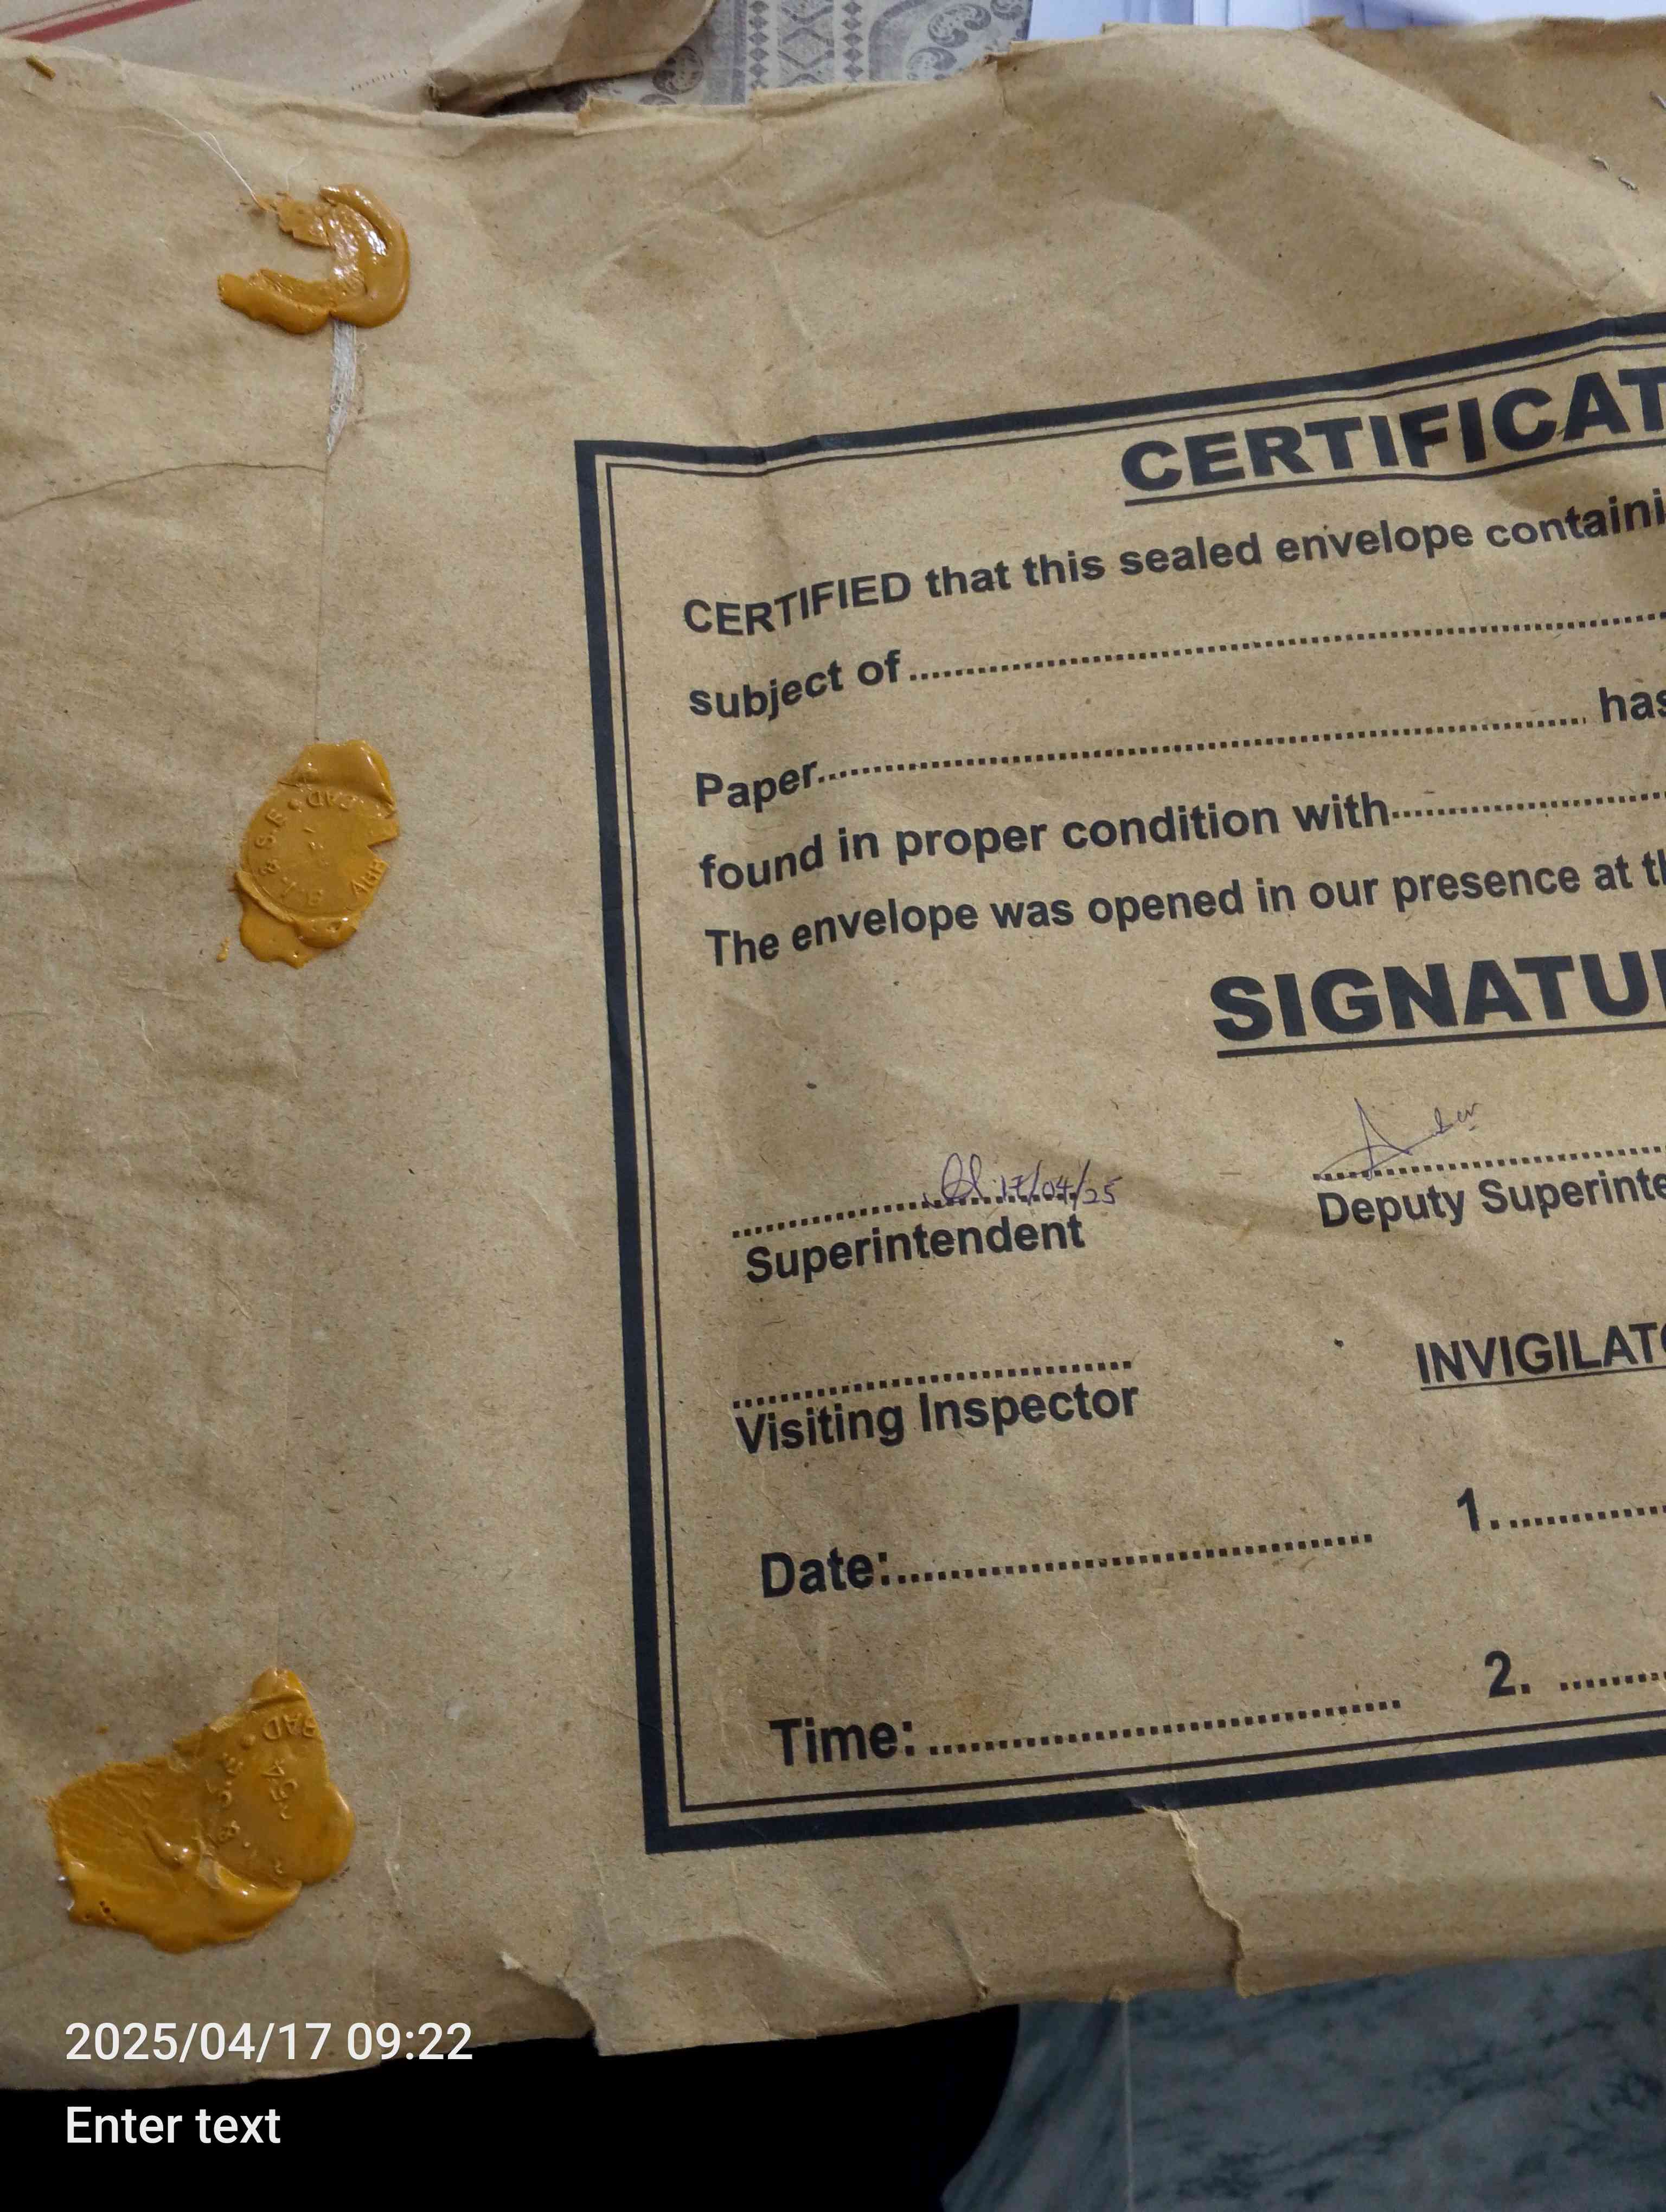 CERTIFICAT
CERTIFIED that this sealed envelope containi
subject of
Paper has
found in proper condition with
The envelope was opened in our presence at th
SIGNATU
17/04/25
Superintendent
Deputy Superinte
Visiting Inspector
INVIGILATO
Date:
1.
Time:
2.
2025/04/17 09:22
Enter text